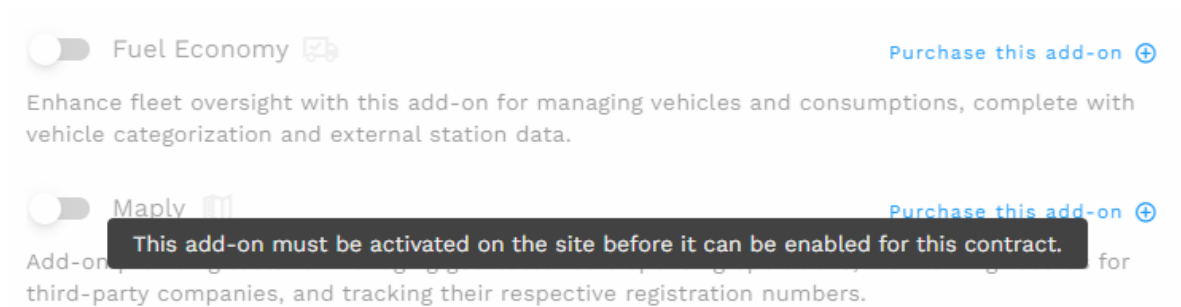 Fuel Economy
Purchase this add-on
Enhance fleet oversight with this add-on for managing vehicles and consumptions, complete with
vehicle categorization and external station data.
Maply
Purchase this add-on
This add-on must be activated on the site before it can be enabled for this contract.
Add-on for
third-party companies, and tracking their respective registration numbers.